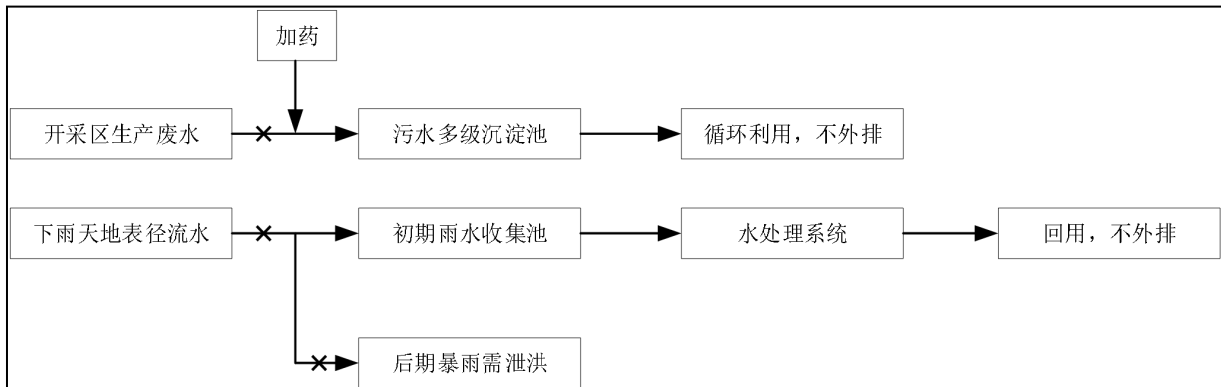 加药
开采区生产废水
污水多级沉淀池
循环利用，不外排
下雨天地表径流水
初期雨水收集池
水处理系统
回用，不外排
后期暴雨需泄洪